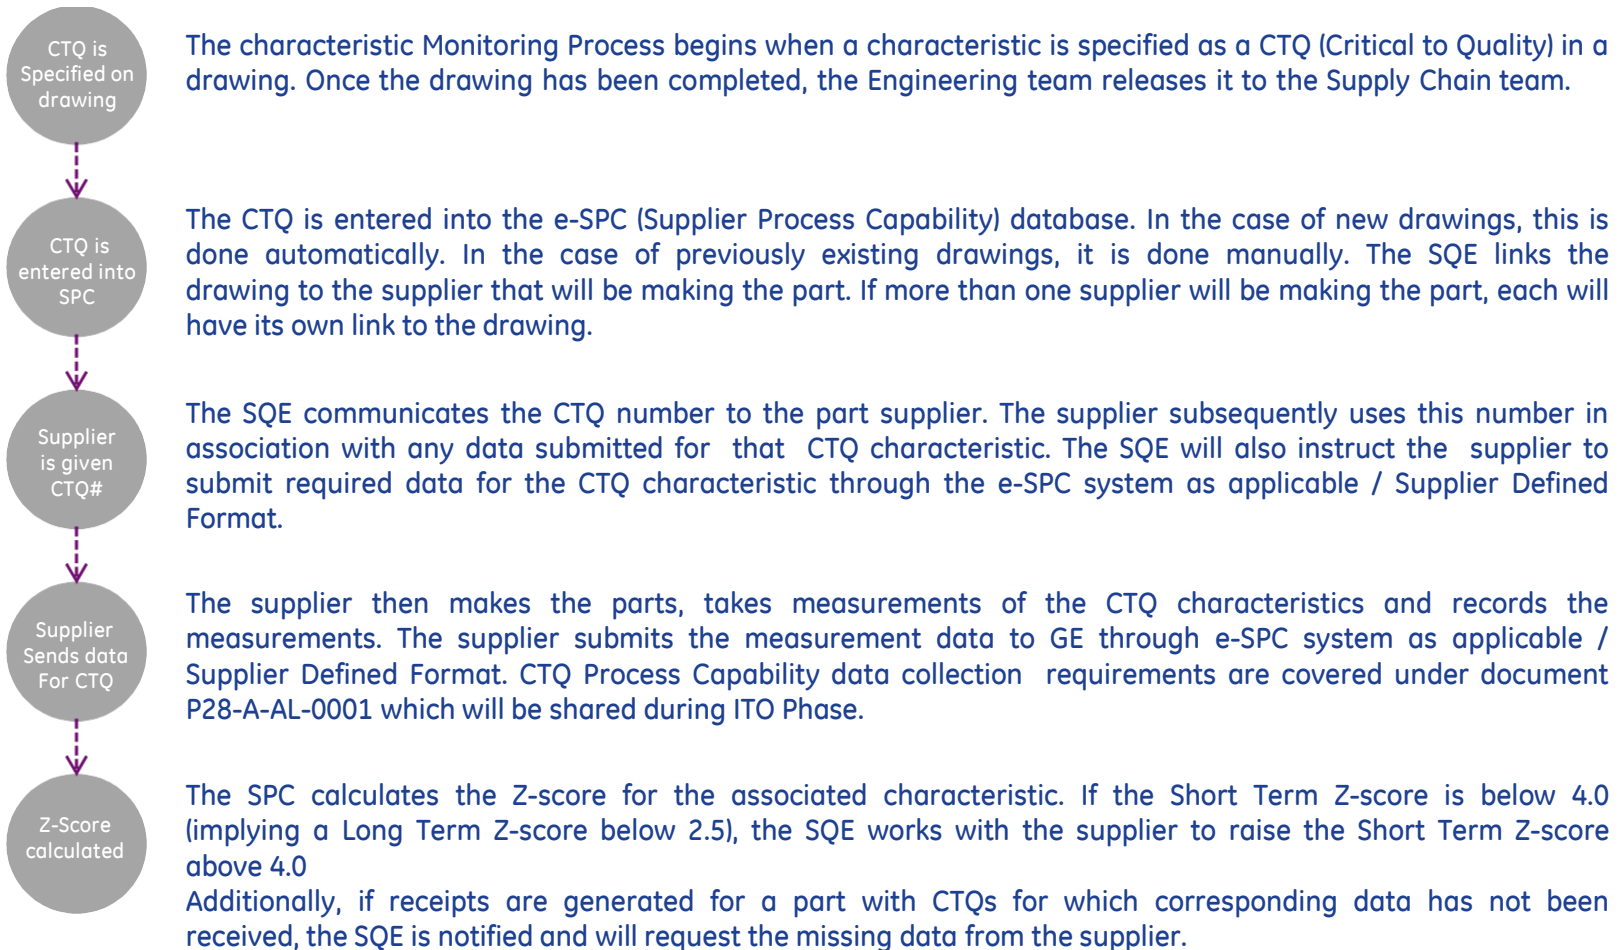 CTQ is
Specified on
drawing
The characteristic Monitoring Process begins when a characteristic is specified as a CTQ (Critical to Quality) in a
drawing. Once the drawing has been completed, the Engineering team releases it to the Supply Chain team.
CTQ is
entered into
SPC
The CTQ is entered into the e-SPC (Supplier Process Capability) database. In the case of new drawings, this is
done automatically. In the case of previously existing drawings, it is done manually. The SQE links the
drawing to the supplier that will be making the part. If more than one supplier will be making the part, each will
have its own link to the drawing.
Supplier
is given
CTQ#
The SQE communicates the CTQ number to the part supplier. The supplier subsequently uses this number in
association with any data submitted for that CTQ characteristic. The SQE will also instruct the supplier to
submit required data for the CTQ characteristic through the e-SPC system as applicable / Supplier Defined
Format.
Supplier
Sends data
For CTQ
The supplier then makes the parts, takes measurements of the CTQ characteristics and records the
measurements. The supplier submits the measurement data to GE through e-SPC system as applicable /
Supplier Defined Format. CTQ Process Capability data collection requirements are covered under document
P28-A-AL-0001 which will be shared during ITO Phase.
Z-Score
calculated
The SPC calculates the Z-score for the associated characteristic. If the Short Term Z-score is below 4.0
(implying a Long Term Z-score below 2.5), the SQE works with the supplier to raise the Short Term Z-score
above 4.0
Additionally, if receipts are generated for a part with CTQs for which corresponding data has not been
received, the SQE is notified and will request the missing data from the supplier.